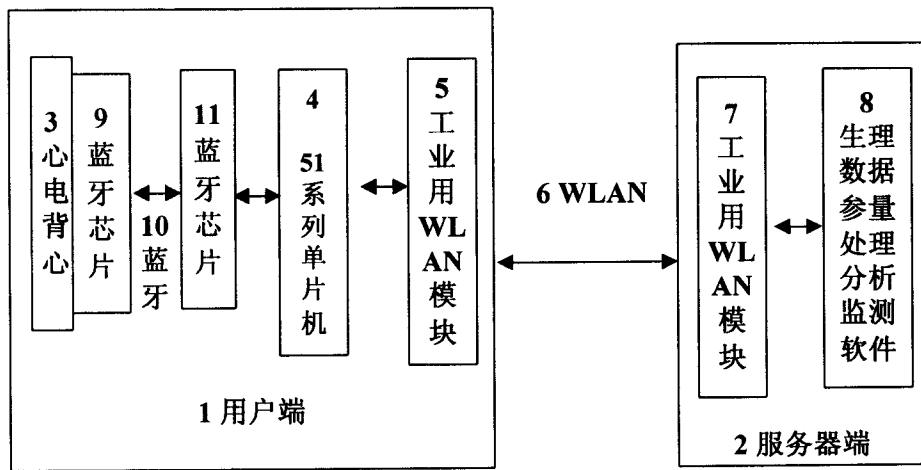 3
心
电
背
心
9
蓝
牙
芯
片
10
蓝
牙
11
蓝
牙
芯
片
4
51
系
列
单
片
机
5
工
业
用
WL
AN
模
块
1 用户端
6 WLAN
7
工
业
用
WL
AN
模
块
8
生理
数据
参量
处理
分析
监测
软件
2 服务器端